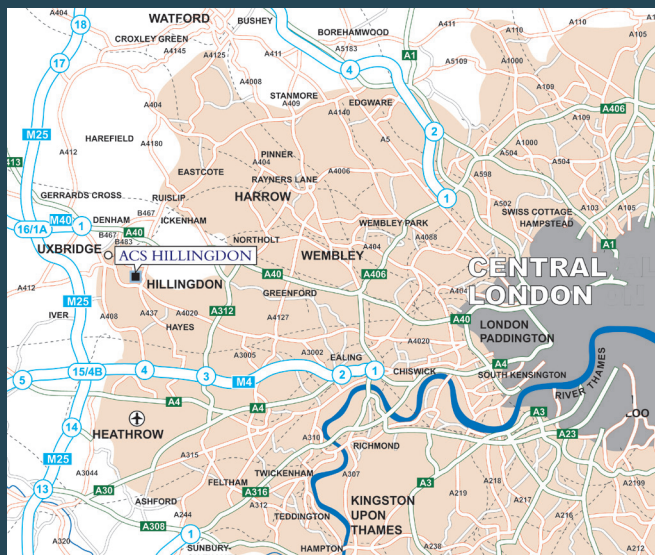 WATFORD
BUSHEY
BOREHAMWOOD
A411
A110
A110
A105
CROXLEY GREEN
A4145
A4125
A411
A5183
A1
A5109
A1000
A10
18
17
16/1A
15/4B
14
13
M25
M25
M25
A404
A4008
STANMORE
A409
EDGWARE
A4140
4
2
1
A109
A406
A109
HAREFIELD
A4180
A412
PINNER
A404
A5
A1000
A504
A504
EASTCOTE
RAYNERS LANE
A4006
A598
413
GERRARDS CROSS
RUISLIP
HARROW
A502
SWISS COTTAGE
HAMPSTEAD
A103
A105
M40
1
DENHAM
B467
ICKENHAM
A40
B467
B483
NORTHOLT
WEMBLEY PARK
A4088
A1
UXBRIDGE
ACS HILLINGDON
WEMBLEY
A404
A406
CENTRAL
LONDON
HILLINGDON
A40
GREENFORD
A404
A412
IVER
A408
A437
A4020
HAYES
A312
A4127
A40
LONDON
PADDINGTON
A3005
A3002
EALING
A4020
5
4
3
M4
2
1
CHISWICK
A4
SOUTH KENSINGTON
RIVER THAMES
A4
A4
HEATHROW
A3
A23
LOO
A310
RICHMOND
A315
A3044
A30
ASHFORD
FELTHAM
TWICKENHAM
A316
A312
A307
A3
A219
A218
A217
A216
A2199
A308
A244
TEDDINGTON
KINGSTON
UPON
THAMES
A320
1
SUNBURY-
HAMPTON
A238
A212